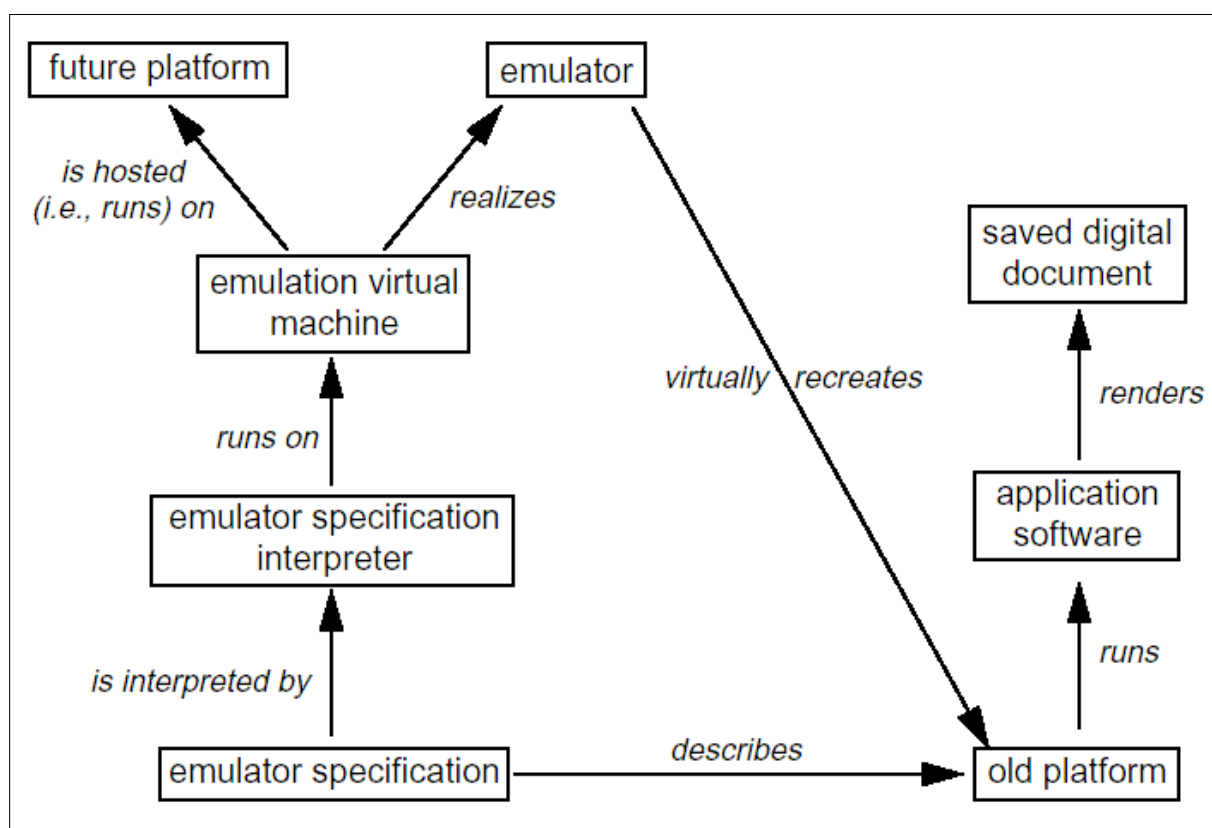 future platform
emulator
is hosted
(i.e., runs) on
realizes
saved digital
document
emulation virtual
machine
virtually recreates
renders
runs on
application
software
emulator specification
interpreter
runs
is interpreted by
describes
emulator specification
old platform